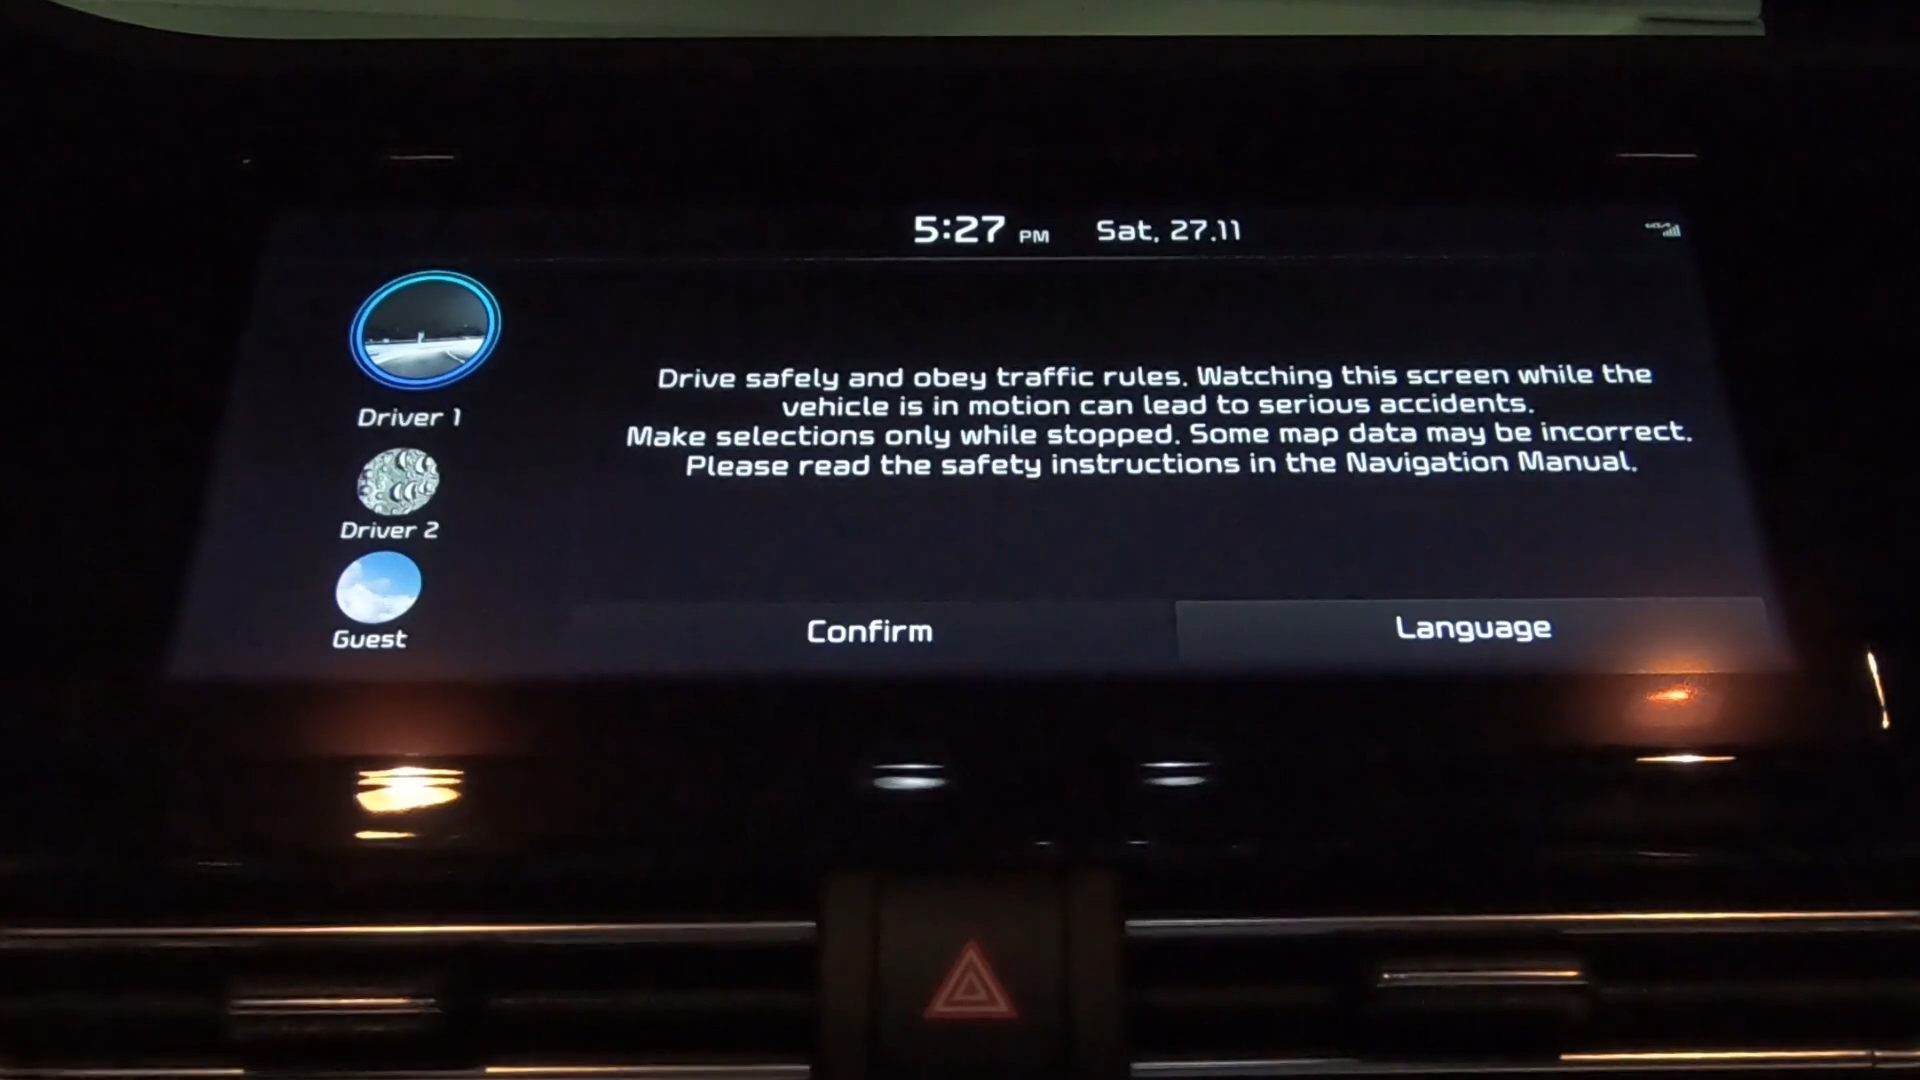 5:27 PM Sat, 27.11
Driver 1
Driver 2
Guest
Drive safely and obey traffic rules. Watching this screen while the
vehicle is in motion can lead to serious accidents.
Make selections only while stopped. Some map data may be incorrect.
Please read the safety instructions in the Navigation Manual.
Confirm
Language